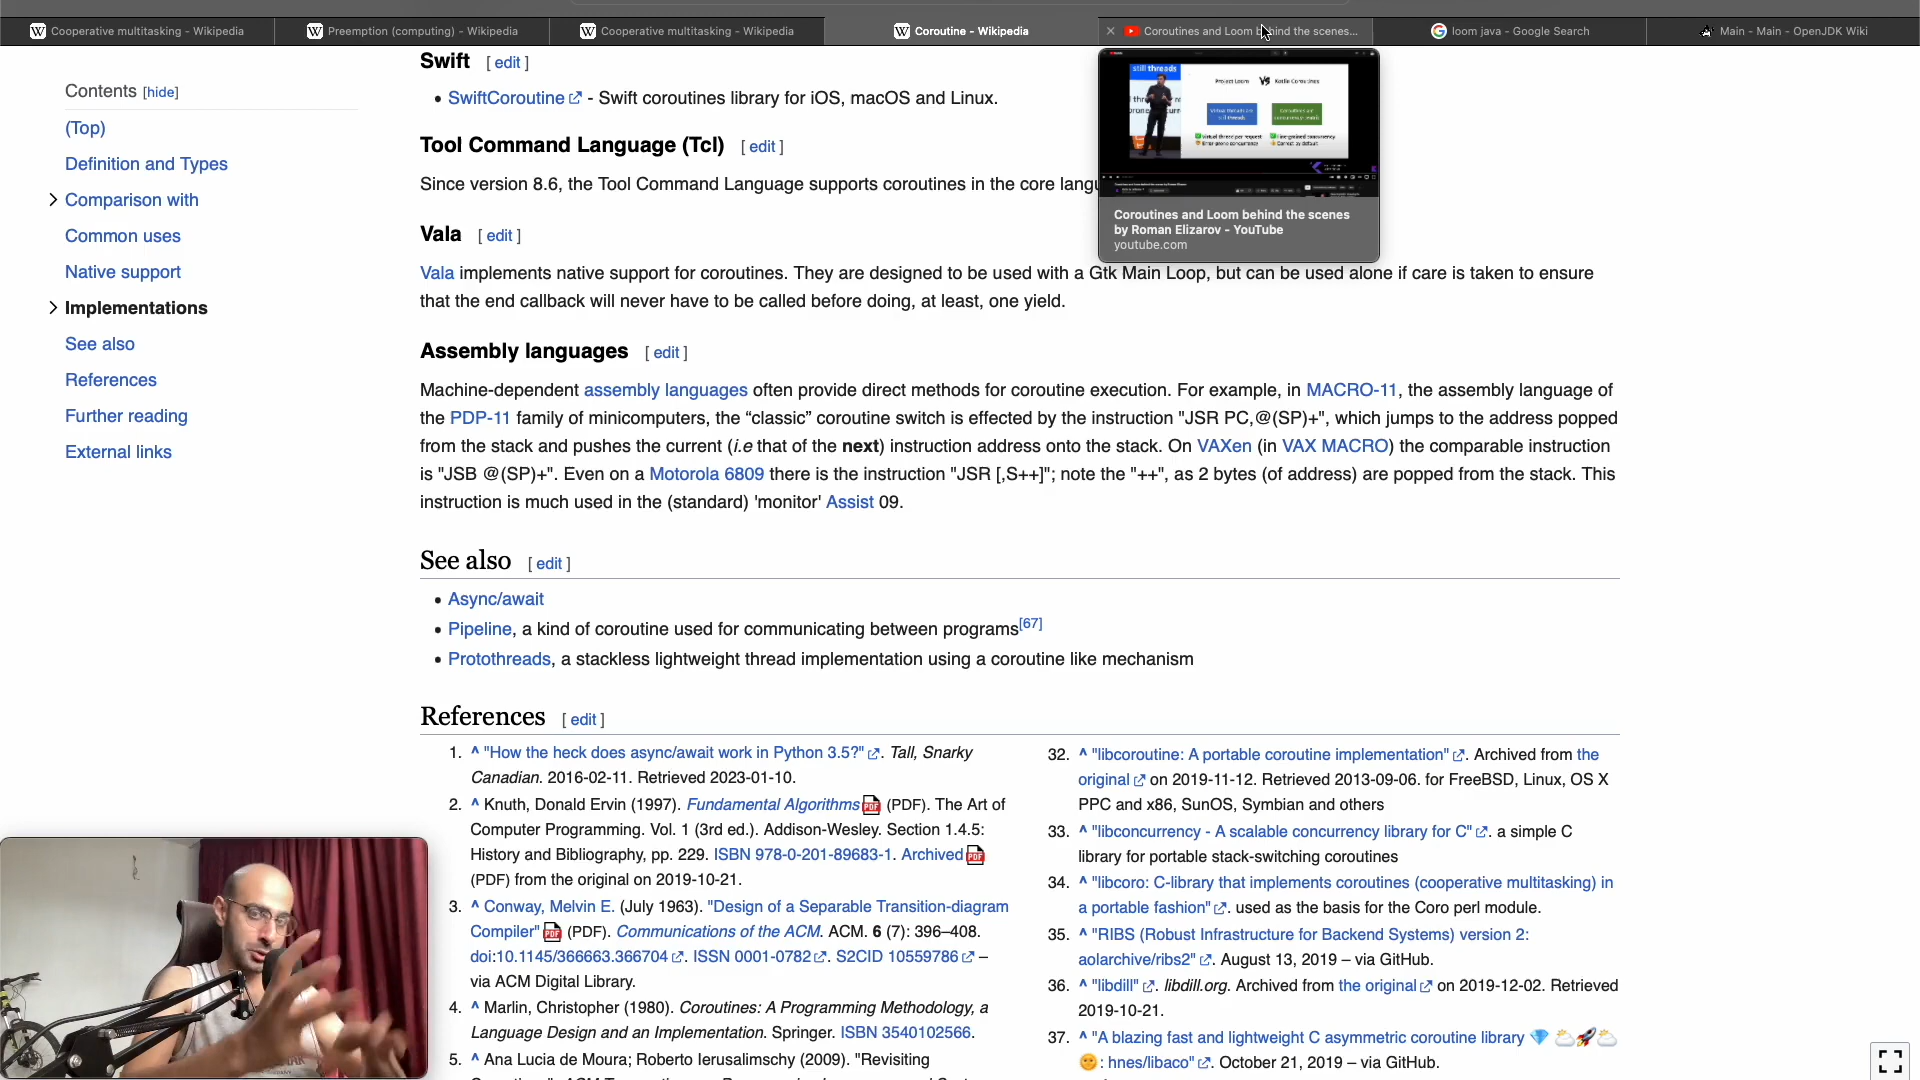 Cooperative multitasking - Wikipedia
Preemption (computing) - Wikipedia
Cooperative multitasking - Wikipedia
Coroutine - Wikipedia
Coroutines and Loom behind the scenes...
loom java - Google Search
Main - Main - OpenJDK Wiki
Contents [hide]
(Top)
Definition and Types
Comparison with
Common uses
Native support
Implementations
See also
References
Further reading
External links
Swift [ edit ]
• SwiftCoroutine - Swift coroutines library for iOS, macOS and Linux.
Tool Command Language (Tcl) [ edit ]
Since version 8.6, the Tool Command Language supports coroutines in the core
still threads
Project Loom VS Kotlin Coroutines
Coroutines and Loom behind the scenes
by Roman Elizarov - YouTube
youtube.com
Vala [ edit ]
Vala implements native support for coroutines. They are designed to be used with a Gtk Main Loop, but can be used alone if care is taken to ensure
that the end callback will never have to be called before doing, at least, one yield.
Assembly languages [ edit ]
Machine-dependent assembly languages often provide direct methods for coroutine execution. For example, in MACRO-11, the assembly language of
the PDP-11 family of minicomputers, the “classic” coroutine switch is effected by the instruction "JSR PC,@(SP)+", which jumps to the address popped
from the stack and pushes the current (i.e that of the next) instruction address onto the stack. On VAXen (in VAX MACRO) the comparable instruction
is "JSB @(SP)+". Even on a Motorola 6809 there is the instruction "JSR [,S++]"; note the "++", as 2 bytes (of address) are popped from the stack. This
instruction is much used in the (standard) 'monitor' Assist 09.
See also [ edit ]
• Async/await
• Pipeline, a kind of coroutine used for communicating between programs[67]
• Protothreads, a stackless lightweight thread implementation using a coroutine like mechanism
References [ edit ]
1. ^ "How the heck does async/await work in Python 3.5?". Tall, Snarky
Canadian. 2016-02-11. Retrieved 2023-01-10.
2. ^ Knuth, Donald Ervin (1997). Fundamental Algorithms (PDF). The Art of
Computer Programming. Vol. 1 (3rd ed.). Addison-Wesley. Section 1.4.5:
History and Bibliography, pp. 229. ISBN 978-0-201-89683-1. Archived
(PDF) from the original on 2019-10-21.
3. ^ Conway, Melvin E. (July 1963). "Design of a Separable Transition-diagram
Compiler" (PDF). Communications of the ACM. ACM. 6 (7): 396–408.
doi:10.1145/366663.366704. ISSN 0001-0782. S2CID 10559786 –
via ACM Digital Library.
4. ^ Marlin, Christopher (1980). Coroutines: A Programming Methodology, a
Language Design and an Implementation. Springer. ISBN 3540102566.
5. ^ Ana Lucia de Moura; Roberto Ierusalimschy (2009). "Revisiting
32. ^ "libcoroutine: A portable coroutine implementation". Archived from the
original on 2019-11-12. Retrieved 2013-09-06. for FreeBSD, Linux, OS X
PPC and x86, SunOS, Symbian and others
33. ^ "libconcurrency - A scalable concurrency library for C". a simple C
library for portable stack-switching coroutines
34. ^ "libcoro: C-library that implements coroutines (cooperative multitasking) in
a portable fashion". used as the basis for the Coro perl module.
35. ^ "RIBS (Robust Infrastructure for Backend Systems) version 2:
aolarchive/ribs2". August 13, 2019 – via GitHub.
36. ^ "libdill". libdill.org. Archived from the original on 2019-12-02. Retrieved
2019-10-21.
37. ^ "A blazing fast and lightweight C asymmetric coroutine library 💎 ⛅🚀⛅
🌞: hnes/libaco". October 21, 2019 – via GitHub.